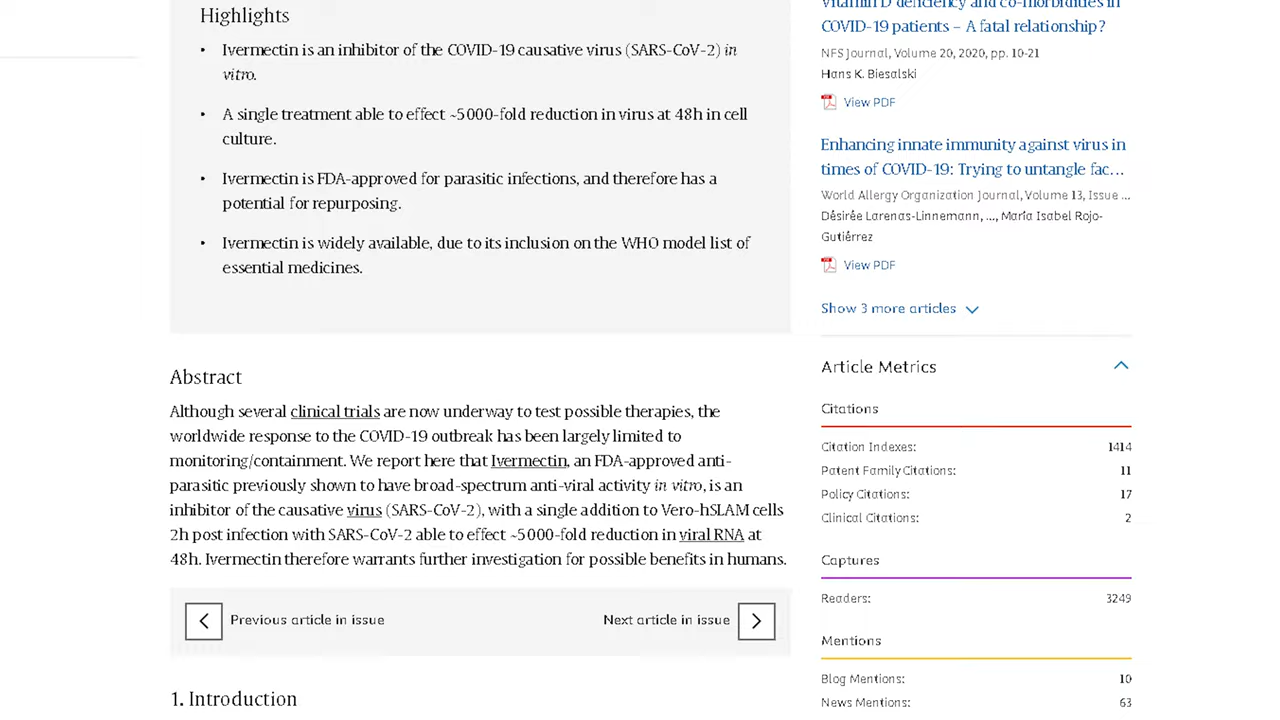 Highlights
• Ivermectin is an inhibitor of the COVID-19 causative virus (SARS-CoV-2) in
vitro.
• A single treatment able to effect ~5000-fold reduction in virus at 48h in cell
culture.
• Ivermectin is FDA-approved for parasitic infections, and therefore has a
potential for repurposing.
• Ivermectin is widely available, due to its inclusion on the WHO model list of
essential medicines.
Abstract
Although several clinical trials are now underway to test possible therapies, the
worldwide response to the COVID-19 outbreak has been largely limited to
monitoring/containment. We report here that Ivermectin, an FDA-approved anti-
parasitic previously shown to have broad-spectrum anti-viral activity in vitro, is an
inhibitor of the causative virus (SARS-CoV-2), with a single addition to Vero-hSLAM cells
2h post infection with SARS-CoV-2 able to effect ~5000-fold reduction in viral RNA at
48h. Ivermectin therefore warrants further investigation for possible benefits in humans.
Previous article in issue
Next article in issue
1. Introduction
Vitamin D deficiency and co-morbidities in
COVID-19 patients – A fatal relationship?
NFS Journal, Volume 20, 2020, pp. 10-21
Hans K. Biesalski
View PDF
Enhancing innate immunity against virus in
times of COVID-19: Trying to untangle fac...
World Allergy Organization Journal, Volume 13, Issue ...
Désirée Larenas-Linnemann, ..., María Isabel Rojo-
Gutiérrez
View PDF
Show 3 more articles
Article Metrics
Citations
Citation Indexes: 1414
Patent Family Citations: 11
Policy Citations: 17
Clinical Citations: 2
Captures
Readers: 3249
Mentions
Blog Mentions: 10
News Mentions: 63